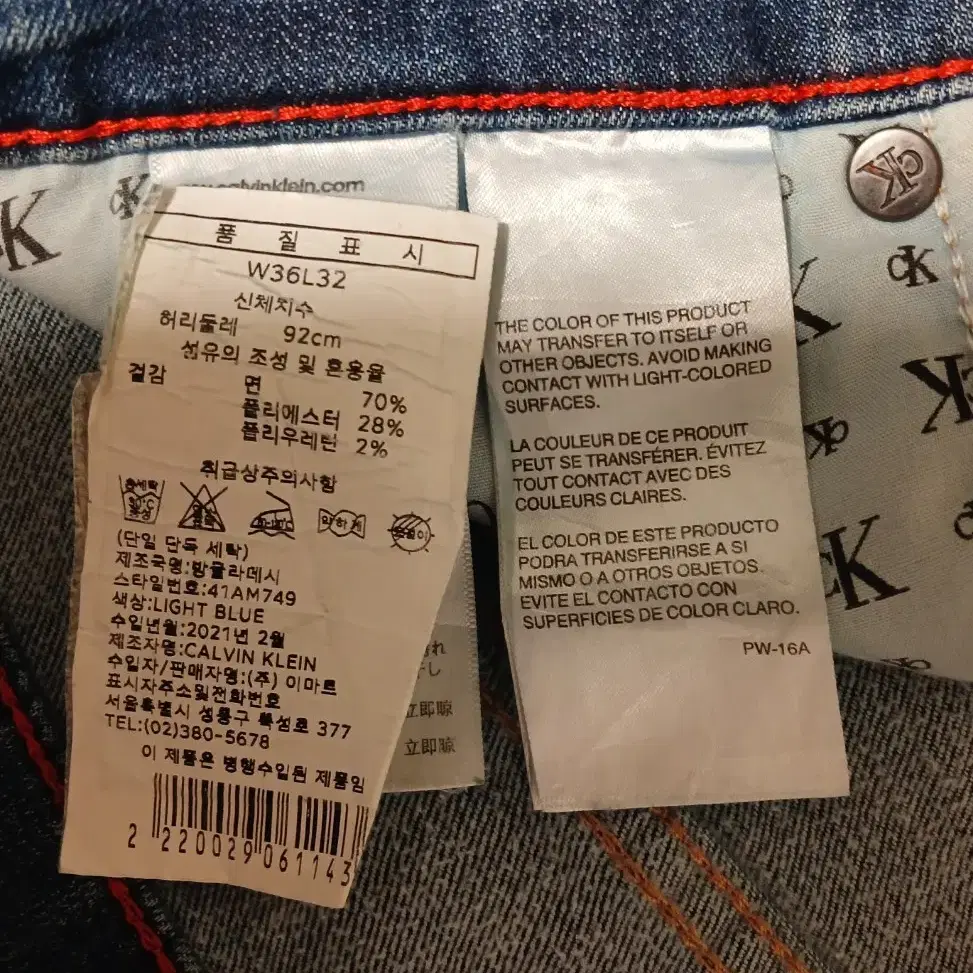 www.calvinklein.com
품 질 표 시
W36L32
신체치수
허리둘레 92cm
섬유의 조성 및 혼용율
겉감 면 70%
폴리에스터 28%
폴리우레턴 2%
취급상주의사항
약하게
(단일 단독 세탁)
제조국명:방글라데시
스타일번호:41AM749
색상:LIGHT BLUE
수입년월:2021년 2월
제조자명:CALVIN KLEIN
수입자/판매자명:(주) 이마트
표시자주소및전화번호
서울특별시 성동구 뚝섬로 377
TEL:(02)380-5678
이 제품은 병행수입된 제품임
2 220029 061143
立即晾
立即晾
THE COLOR OF THIS PRODUCT
MAY TRANSFER TO ITSELF OR
OTHER OBJECTS. AVOID MAKING
CONTACT WITH LIGHT-COLORED
SURFACES.
LA COULEUR DE CE PRODUIT
PEUT SE TRANSFÉRER. ÉVITEZ
TOUT CONTACT AVEC DES
COULEURS CLAIRES.
EL COLOR DE ESTE PRODUCTO
PODRA TRANSFERIRSE A SI
MISMO O A OTROS OBJETOS.
EVITE EL CONTACTO CON
SUPERFICIES DE COLOR CLARO.
PW-16A
CK
CK
CK
CK
CK